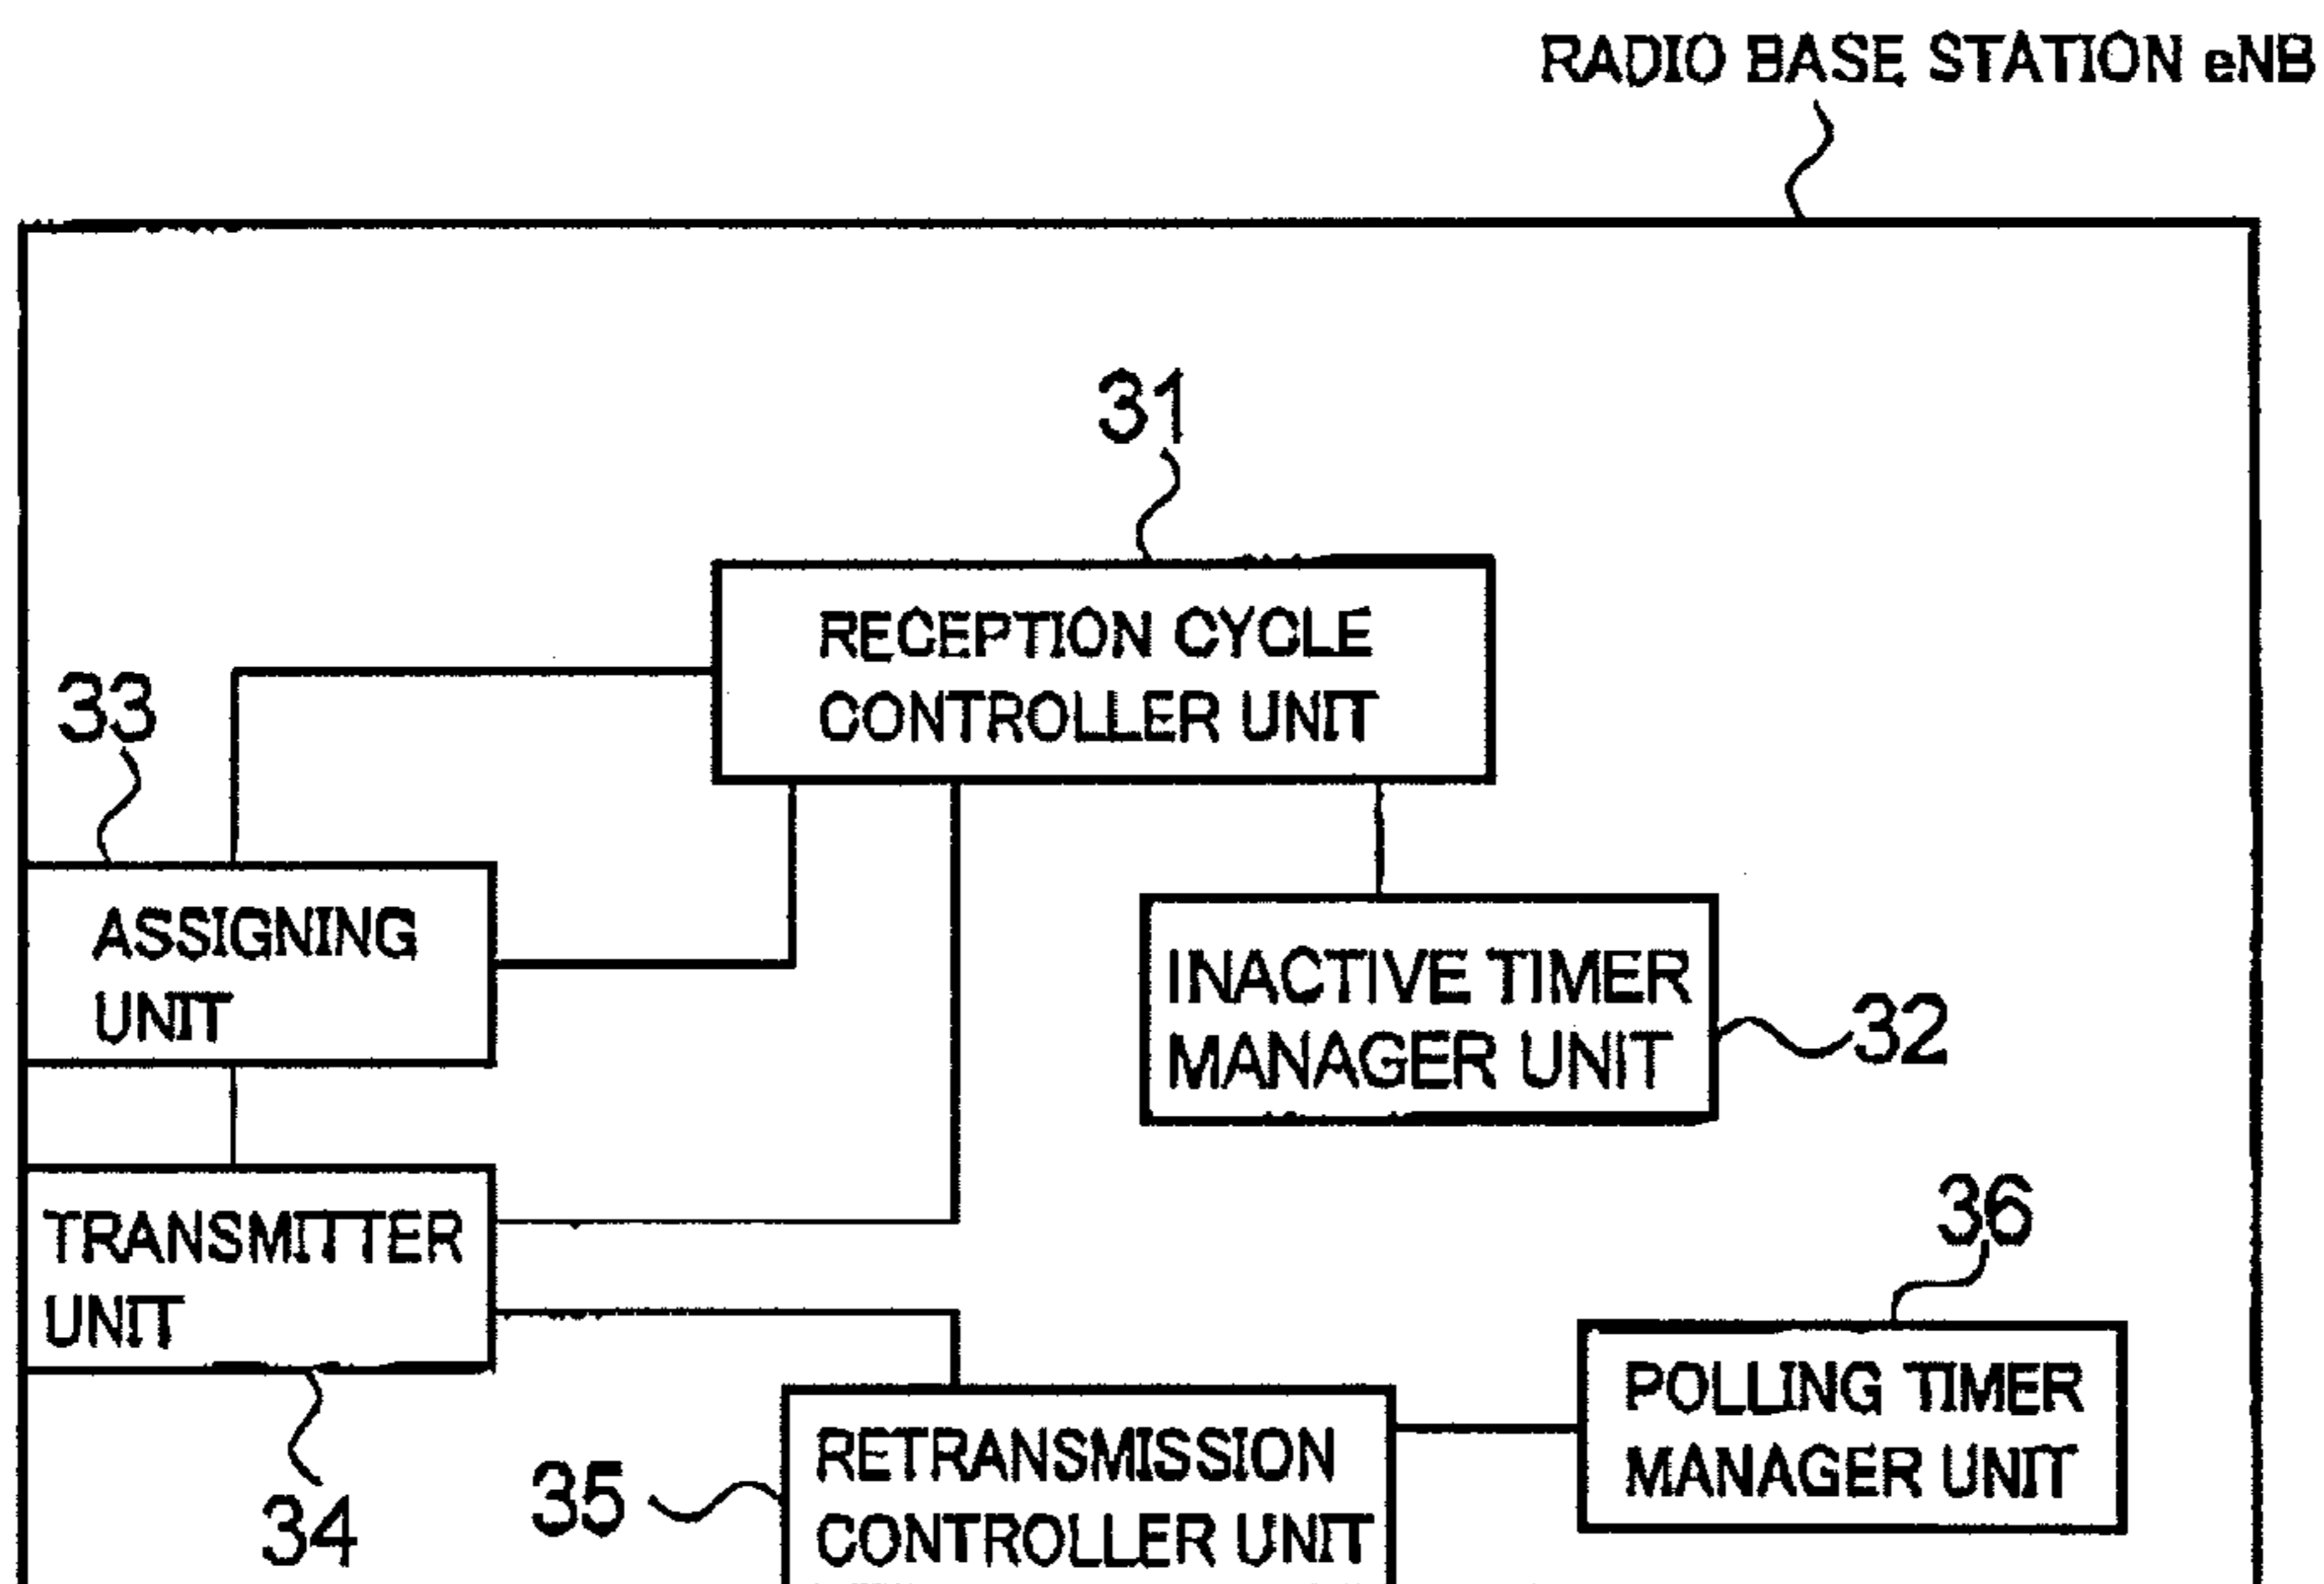 RADIO BASE STATION eNB
31
RECEPTION CYCLE
CONTROLLER UNIT
33
ASSIGNING
UNIT
INACTIVE TIMER
MANAGER UNIT
32
TRANSMITTER
UNIT
34
36
POLLING TIMER
MANAGER UNIT
35
RETRANSMISSION
CONTROLLER UNIT